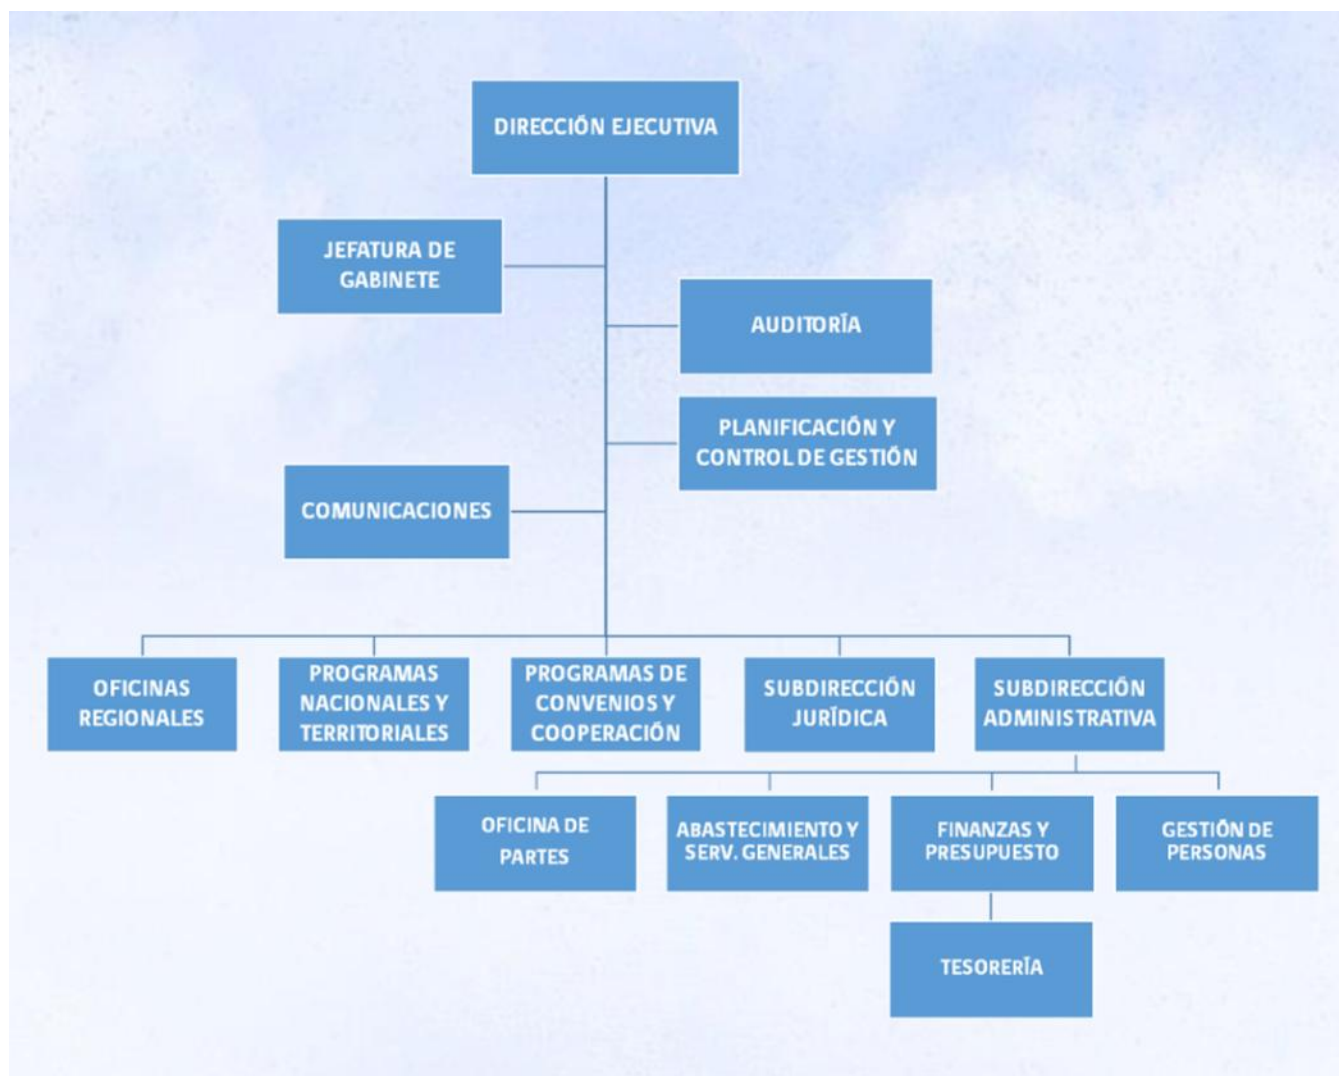 DIRECCIÓN EJECUTIVA
JEFATURA DE
GABINETE
AUDITORÍA
PLANIFICACIÓN Y
CONTROL DE GESTIÓN
COMUNICACIONES
OFICINAS
REGIONALES
PROGRAMAS
NACIONALES Y
TERRITORIALES
PROGRAMAS DE
CONVENIOS Y
COOPERACIÓN
SUBDIRECCIÓN
JURÍDICA
SUBDIRECCIÓN
ADMINISTRATIVA
OFICINA DE
PARTES
ABASTECIMIENTO Y
SERV. GENERALES
FINANZAS Y
PRESUPUESTO
GESTIÓN DE
PERSONAS
TESORERÍA